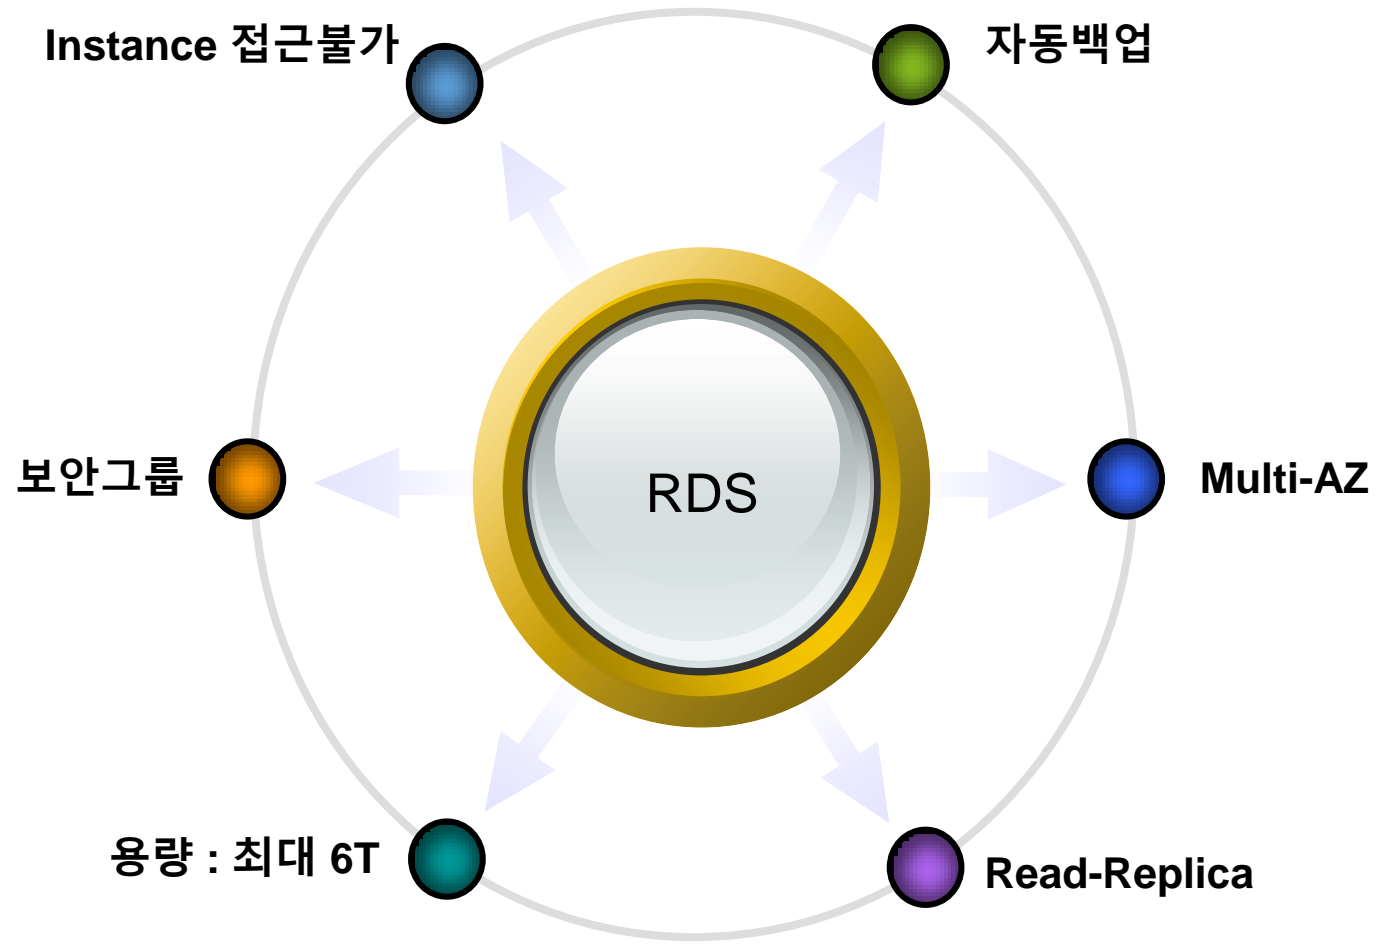 Instance 접근불가
자동백업
보안그룹
RDS
Multi-AZ
용량 : 최대 6T
Read-Replica